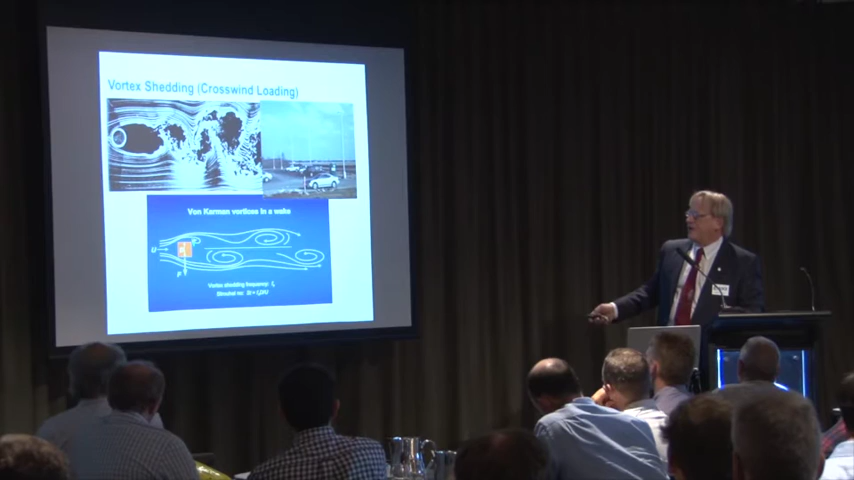 Vortex Shedding (Crosswind Loading)
Von Karman vortices in a wake
Vortex shedding frequency: fs
Strouhal no: St = fsD/U